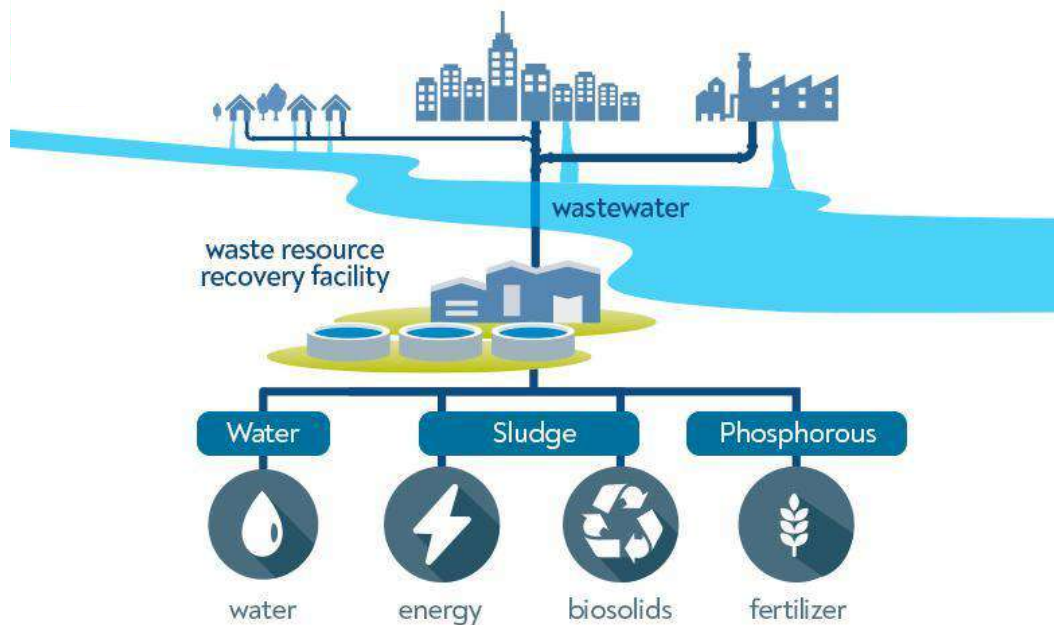 wastewater
waste resource
recovery facility
Water
Sludge
Phosphorous
water
energy
biosolids
fertilizer